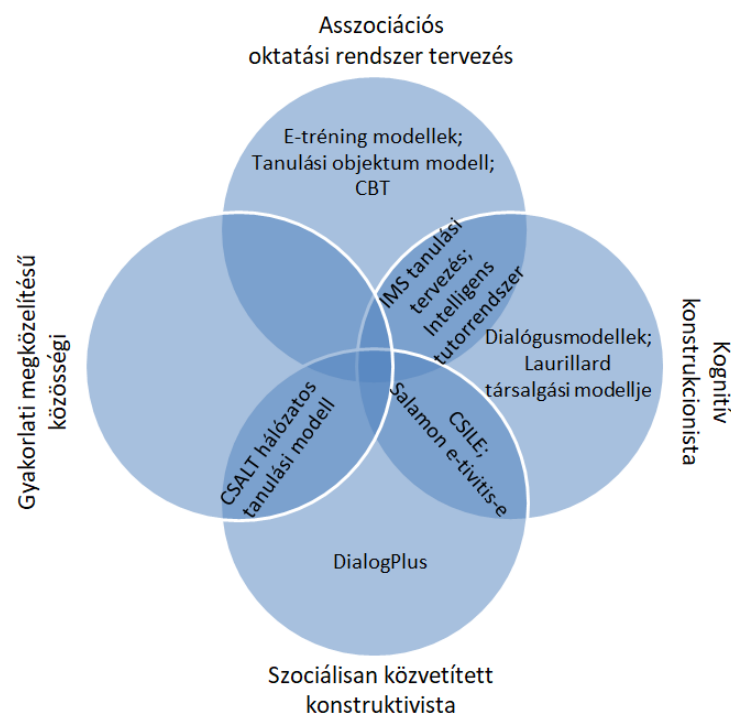 Asszociációs
oktatási rendszer tervezés
E-tréning modellek;
Tanulási objektum modell;
CBT
IMS tanulási
tervezés;
Intelligens
tutorrendszer
Gyakorlati megközelítésű
közösségi
Dialógusmodellek;
Laurillard
társalgási modellje
Kognitív
konstrukcionista
CSALT hálózatos
tanulási modell
CSILE;
Salamon e-tivitis-e
DialogPlus
Szociálisan közvetített
konstruktivista